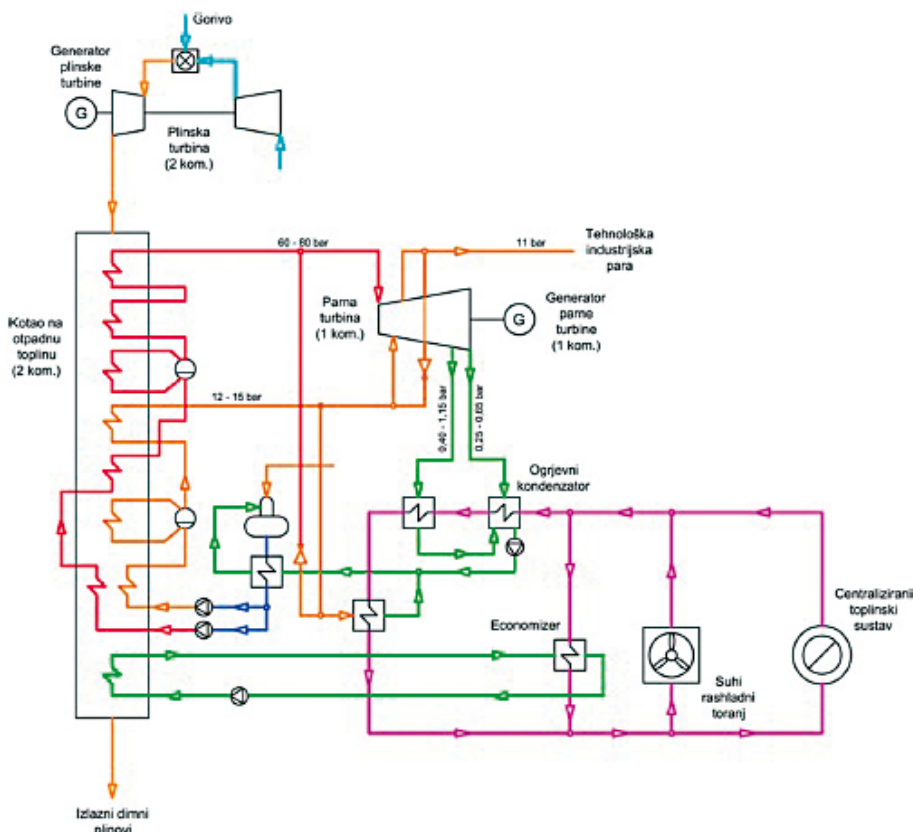 Gorivo
Generator
plinske
turbine
G
Plinska
turbina
(2 kom.)
60 - 80 bar
11 bar
Tehnološka
industrijska
para
Parna
turbina
(1 kom.)
G
Generator
parne
turbine
(1 kom.)
Kotao na
otpadnu
toplinu
(2 kom.)
12 - 15 bar
0,40 - 1,15 bar
0,25 - 0,65 bar
Ogrjevni
kondenzator
Economizer
Centralizirani
toplinski
sustav
Suhi
rashladni
toranj
Izlazni dimni
plinovi